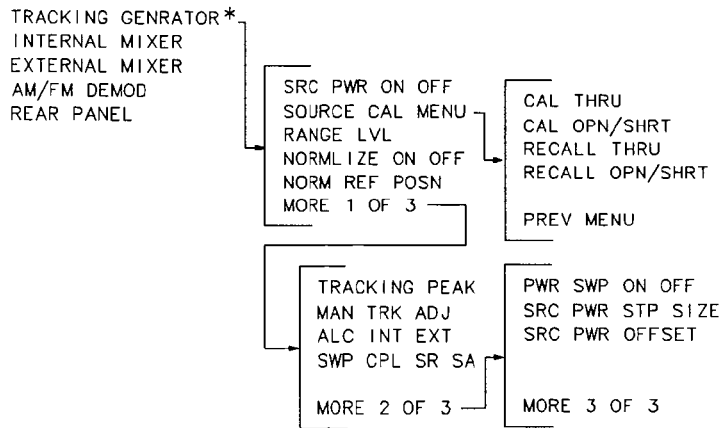 TRACKING GENRATOR*
INTERNAL MIXER
EXTERNAL MIXER
AM/FM DEMOD
REAR PANEL
SRC PWR ON OFF
SOURCE CAL MENU
RANGE LVL
NORMLIZE ON OFF
NORM REF POSN
MORE 1 OF 3
CAL THRU
CAL OPN/SHRT
RECALL THRU
RECALL OPN/SHRT
PREV MENU
TRACKING PEAK
MAN TRK ADJ
ALC INT EXT
SWP CPL SR SA
MORE 2 OF 3
PWR SWP ON OFF
SRC PWR STP SIZE
SRC PWR OFFSET
MORE 3 OF 3